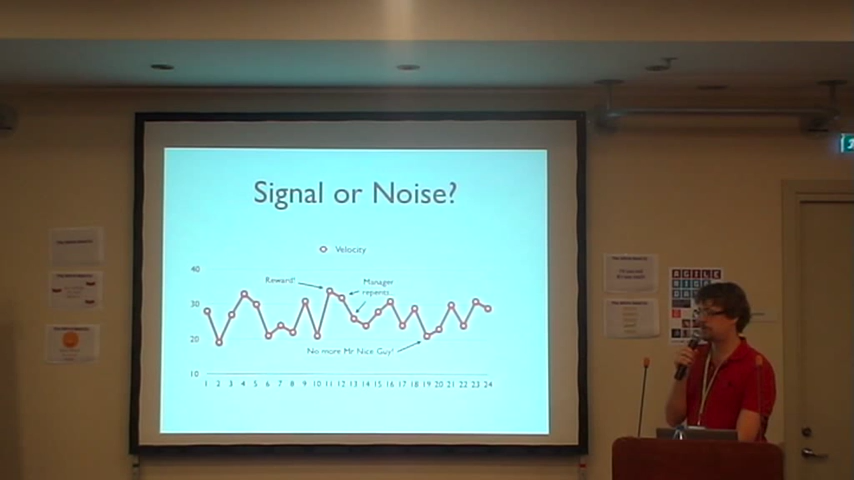 Signal or Noise?
Velocity
40
Reward?
Manager
repents...
30
20
No more Mr Nice Guy!
10
1 2 3 4 5 6 7 8 9 10 11 12 13 14 15 16 17 18 19 20 21 22 23 24
AGILE